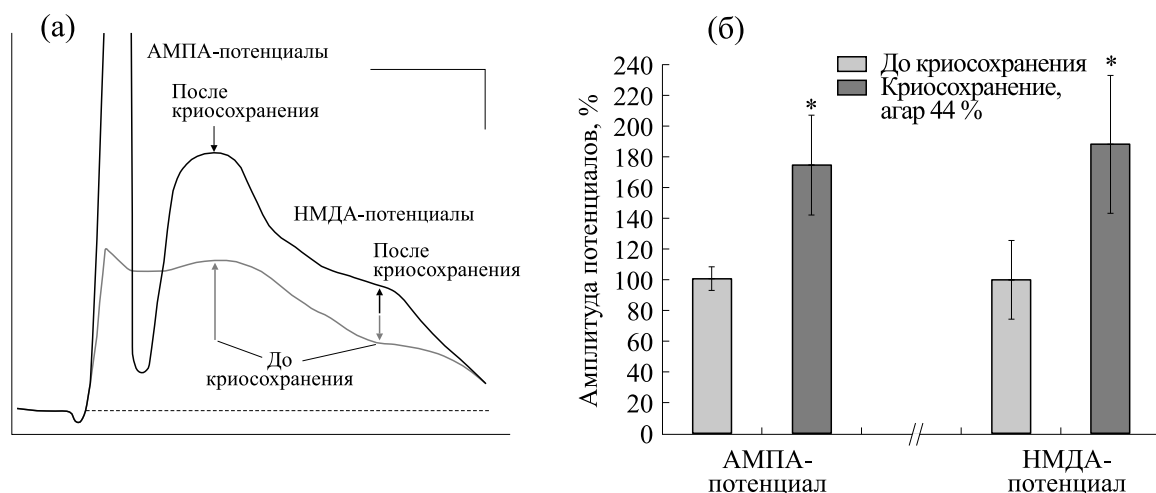 (а)
АМПА-потенциалы
После
криосохранения
НМДА-потенциалы
После
криосохранения
До
криосохранения
(б)
Амплитуда потенциалов, %
240
220
200
180
160
140
120
100
80
60
40
20
0
До криосохранения
Криосохранение,
агар 44 %
*
*
АМПА-
потенциал
НМДА-
потенциал